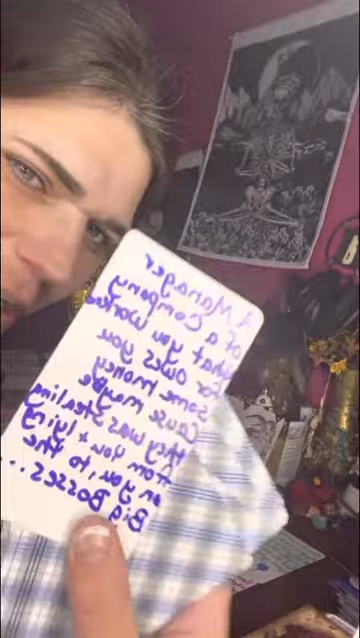 A Manager
of a Company
that you worked
for owes you
some money
cause maybe
they was stealing
from you & lying
on you, to the
Big Bosses...